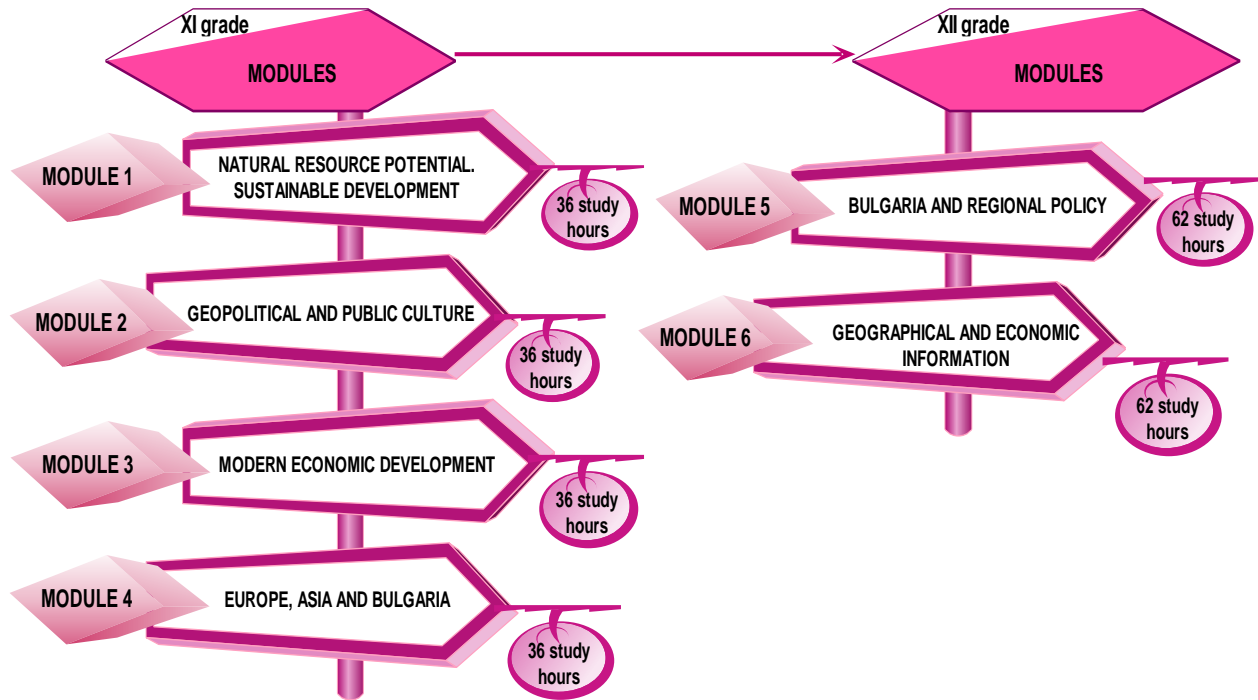 XI grade
MODULES
MODULE 1
NATURAL RESOURCE POTENTIAL.
SUSTAINABLE DEVELOPMENT
36 study
hours
MODULE 2
GEOPOLITICAL AND PUBLIC CULTURE
36 study
hours
MODULE 3
MODERN ECONOMIC DEVELOPMENT
36 study
hours
MODULE 4
EUROPE, ASIA AND BULGARIA
36 study
hours
XII grade
MODULES
MODULE 5
BULGARIA AND REGIONAL POLICY
62 study
hours
MODULE 6
GEOGRAPHICAL AND ECONOMIC
INFORMATION
62 study
hours